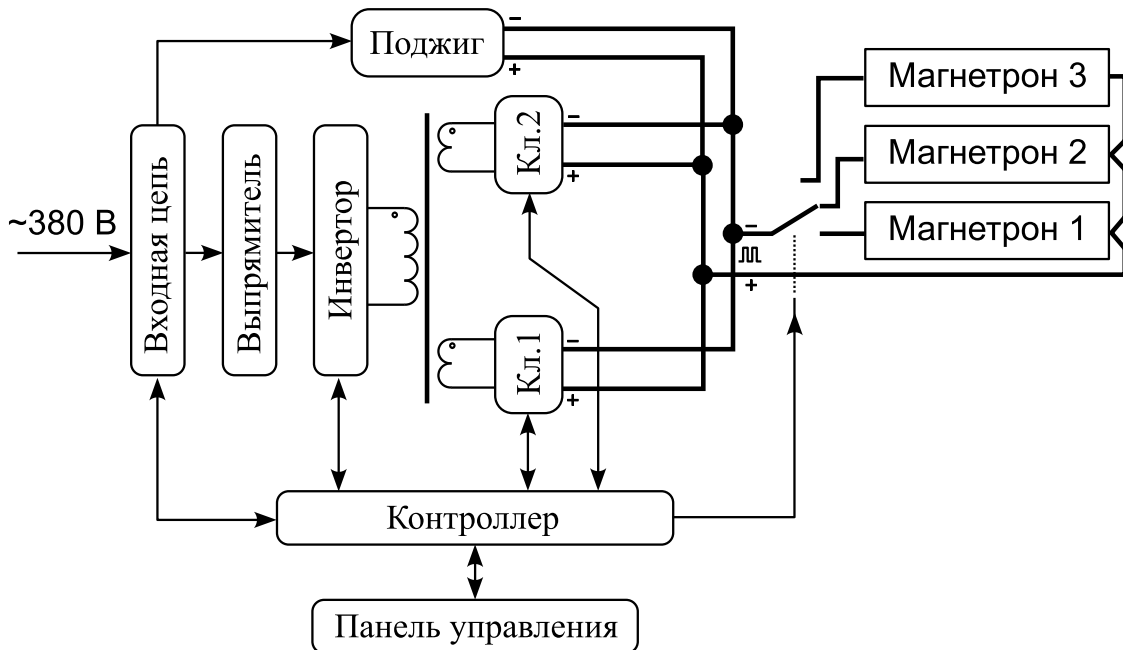 Поджиг
Магнетрон 3
Магнетрон 2
Магнетрон 1
~380 В
Входная цепь
Выпрямитель
Инвертор
Кл.2
Кл.1
−
+
−
+
−
+
−
+
Контроллер
Панель управления